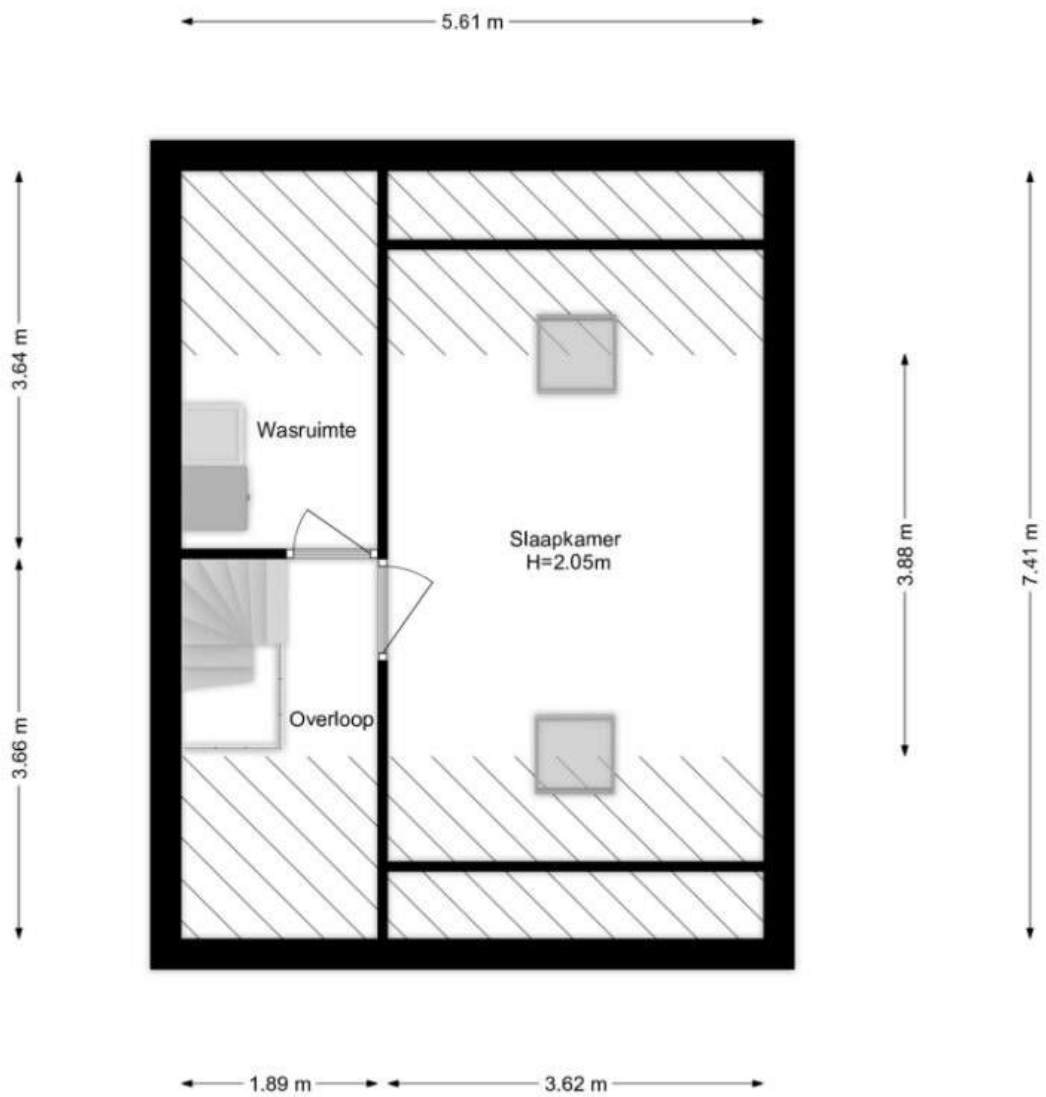 5.61 m
3.64 m
Wasruimte
Slaapkamer
H=2.05m
3.88 m
7.41 m
3.66 m
Overloop
1.89 m
3.62 m